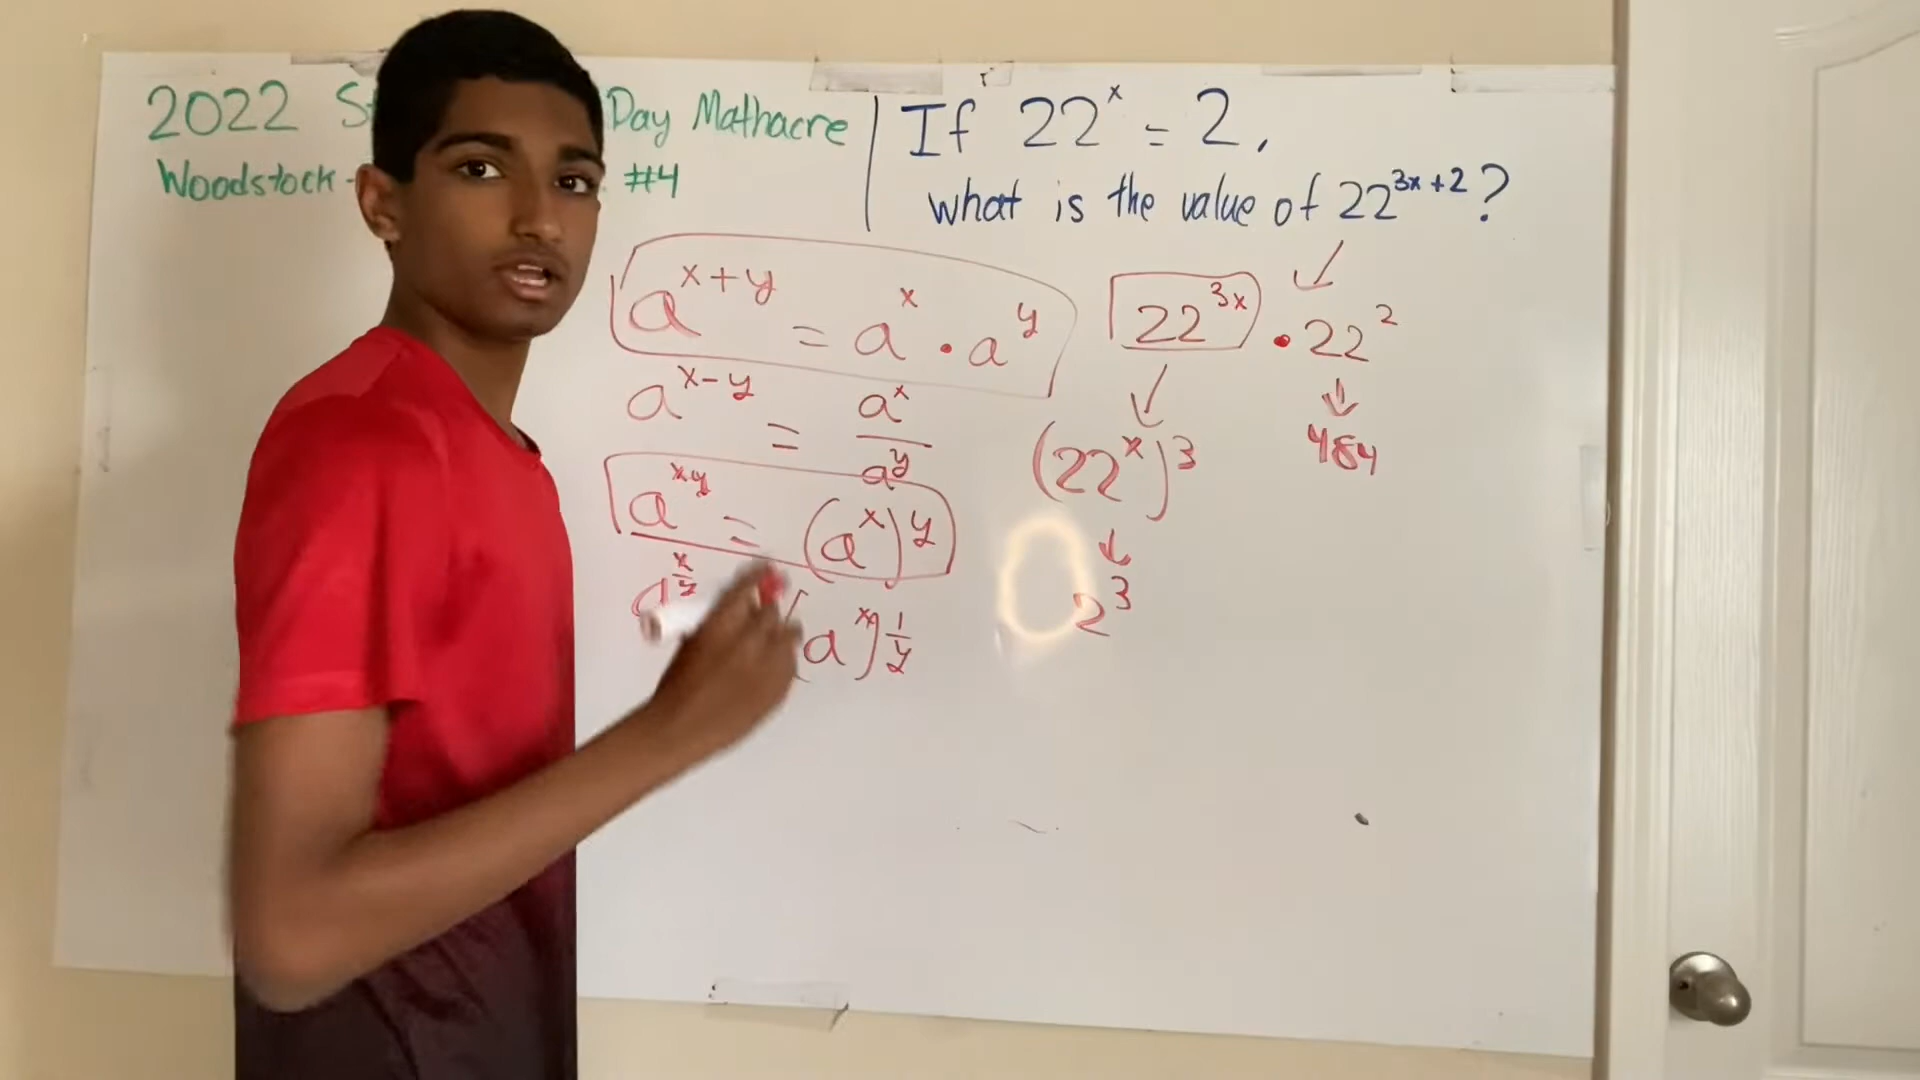 2022 St Day Mathacre
Woodstock - #4
If 22^x = 2,
what is the value of 22^(3x+2)?
a^(x+y) = a^x • a^y
a^(x-y) = a^x / a^y
a^(xy) = (a^x)^y
a^(x/y) (a^x)^(1/y)
22^(3x) • 22^2
↓ ↓
(22^x)^3 484
↓
2^3